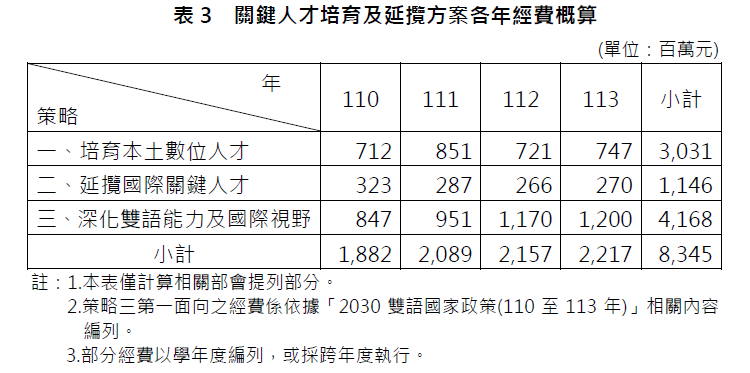 表 3 關鍵人才培育及延攬方案各年經費概算
(單位：百萬元)
年
策略
110 111 112 113 小計
一、培育本土數位人才 712 851 721 747 3,031
二、延攬國際關鍵人才 323 287 266 270 1,146
三、深化雙語能力及國際視野 847 951 1,170 1,200 4,168
小計 1,882 2,089 2,157 2,217 8,345
註：1.本表僅計算相關部會提列部分。
2.策略三第一面向之經費係依據「2030 雙語國家政策(110 至 113 年)」相關內容
編列。
3.部分經費以學年度編列，或採跨年度執行。